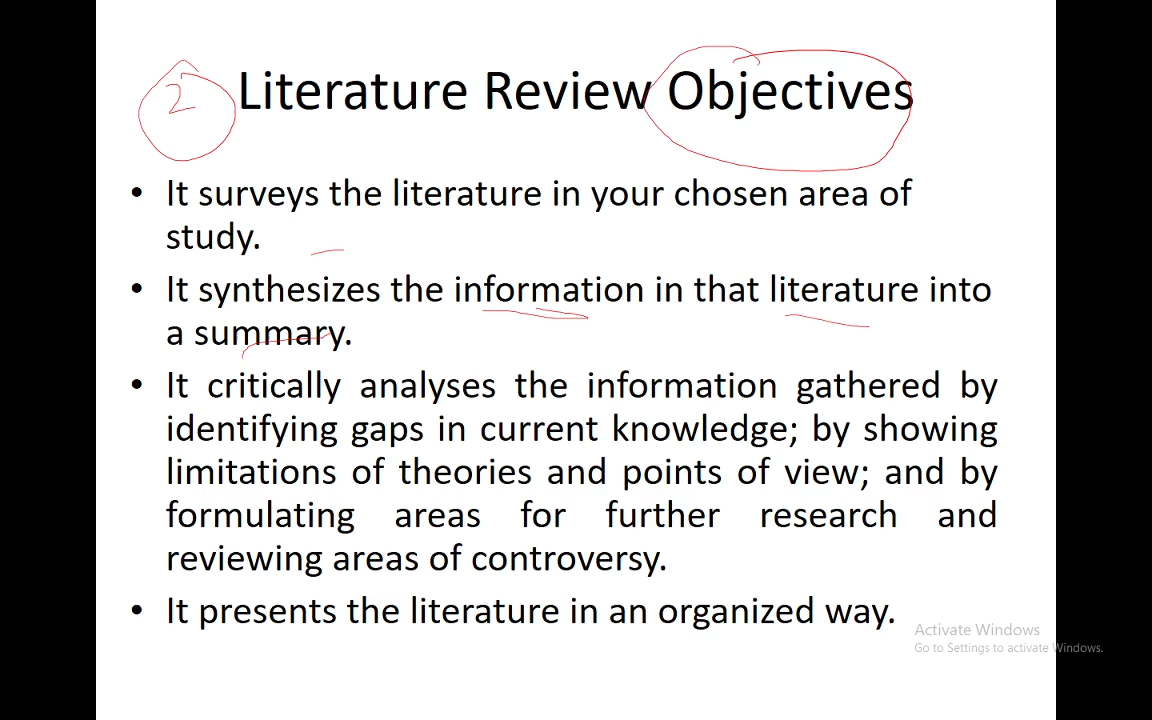 2 Literature Review Objectives
• It surveys the literature in your chosen area of
study.
• It synthesizes the information in that literature into
a summary.
• It critically analyses the information gathered by
identifying gaps in current knowledge; by showing
limitations of theories and points of view; and by
formulating areas for further research and
reviewing areas of controversy.
• It presents the literature in an organized way.
Activate Windows
Go to Settings to activate Windows.